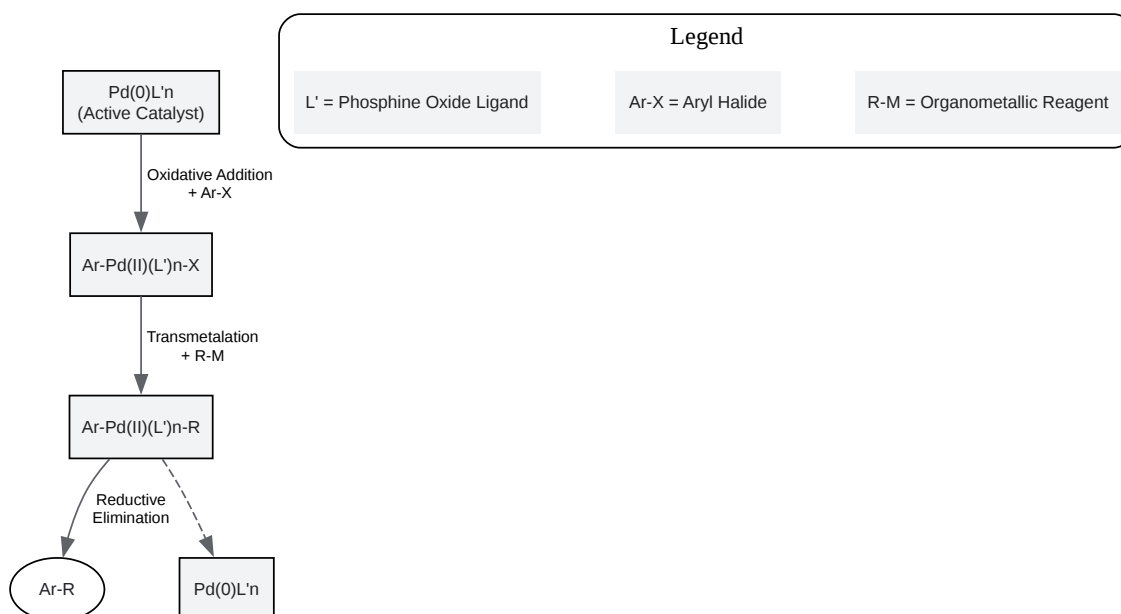 Legend
L' = Phosphine Oxide Ligand
Ar-X = Aryl Halide
R-M = Organometallic Reagent
Pd(0)L'n
(Active Catalyst)
Oxidative Addition
+ Ar-X
Ar-Pd(II)(L')n-X
Transmetalation
+ R-M
Ar-Pd(II)(L')n-R
Reductive
Elimination
Ar-R
Pd(0)L'n